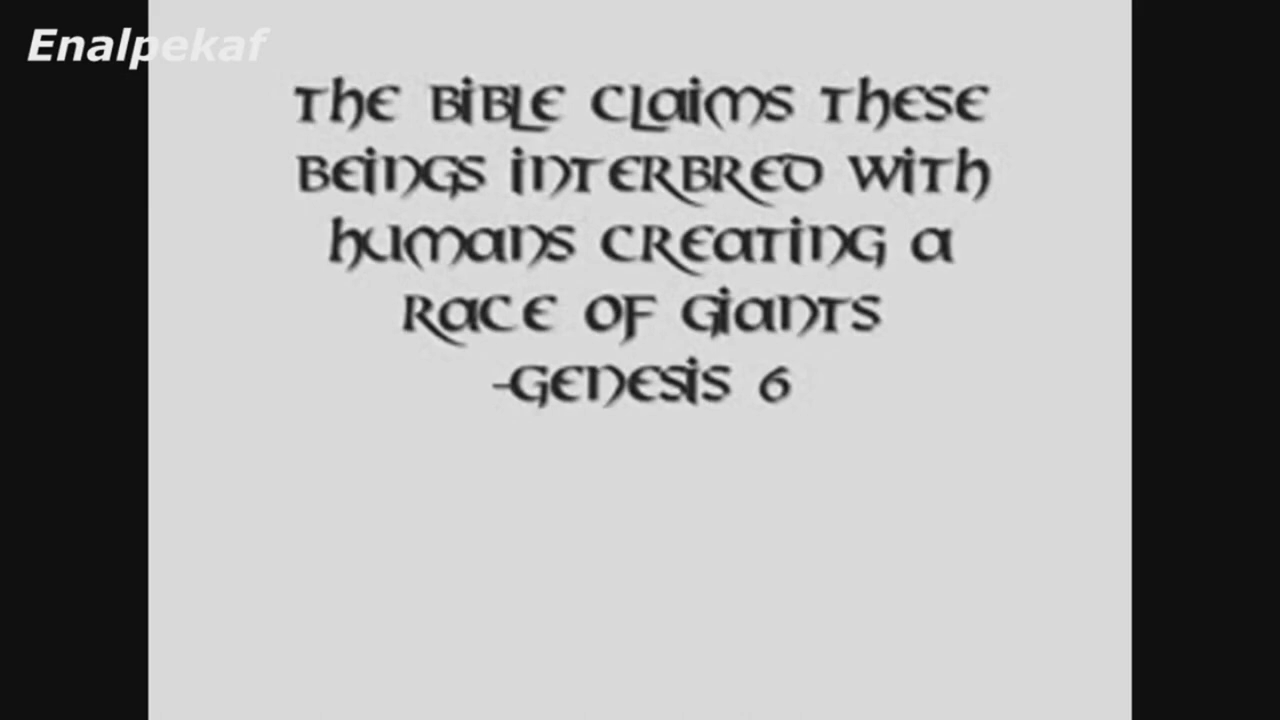 Enalpekaf
The Bible claims these
beings interbred with
humans creating a
race of giants
-Genesis 6